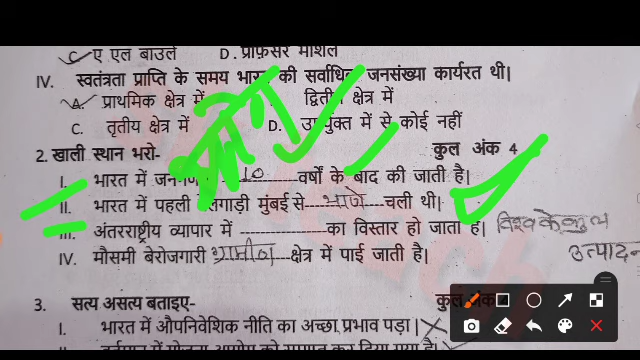 C. ए एल बाउले D. प्रोफेसर मार्शल
IV. स्वतंत्रता प्राप्ति के समय भारत की सर्वाधिक जनसंख्या कार्यरत थी।
A. प्राथमिक क्षेत्र में द्वितीय क्षेत्र में
C. तृतीय क्षेत्र में D. उपर्युक्त में से कोई नहीं
2. खाली स्थान भरो- कुल अंक 4
I. भारत में 10 वर्षों के बाद की जाती है।
II. भारत में पहली रेलगाड़ी मुंबई से थाणे चली थी।
III. अंतरराष्ट्रीय व्यापार में ---------------का विस्तार हो जाता है। विश्व के कुल
उत्पादन
IV. मौसमी बेरोजगारी ग्रामीण क्षेत्र में पाई जाती है।
3. सत्य असत्य बताइए- कुल अंक
I. भारत में औपनिवेशिक नीति का अच्छा प्रभाव पड़ा।